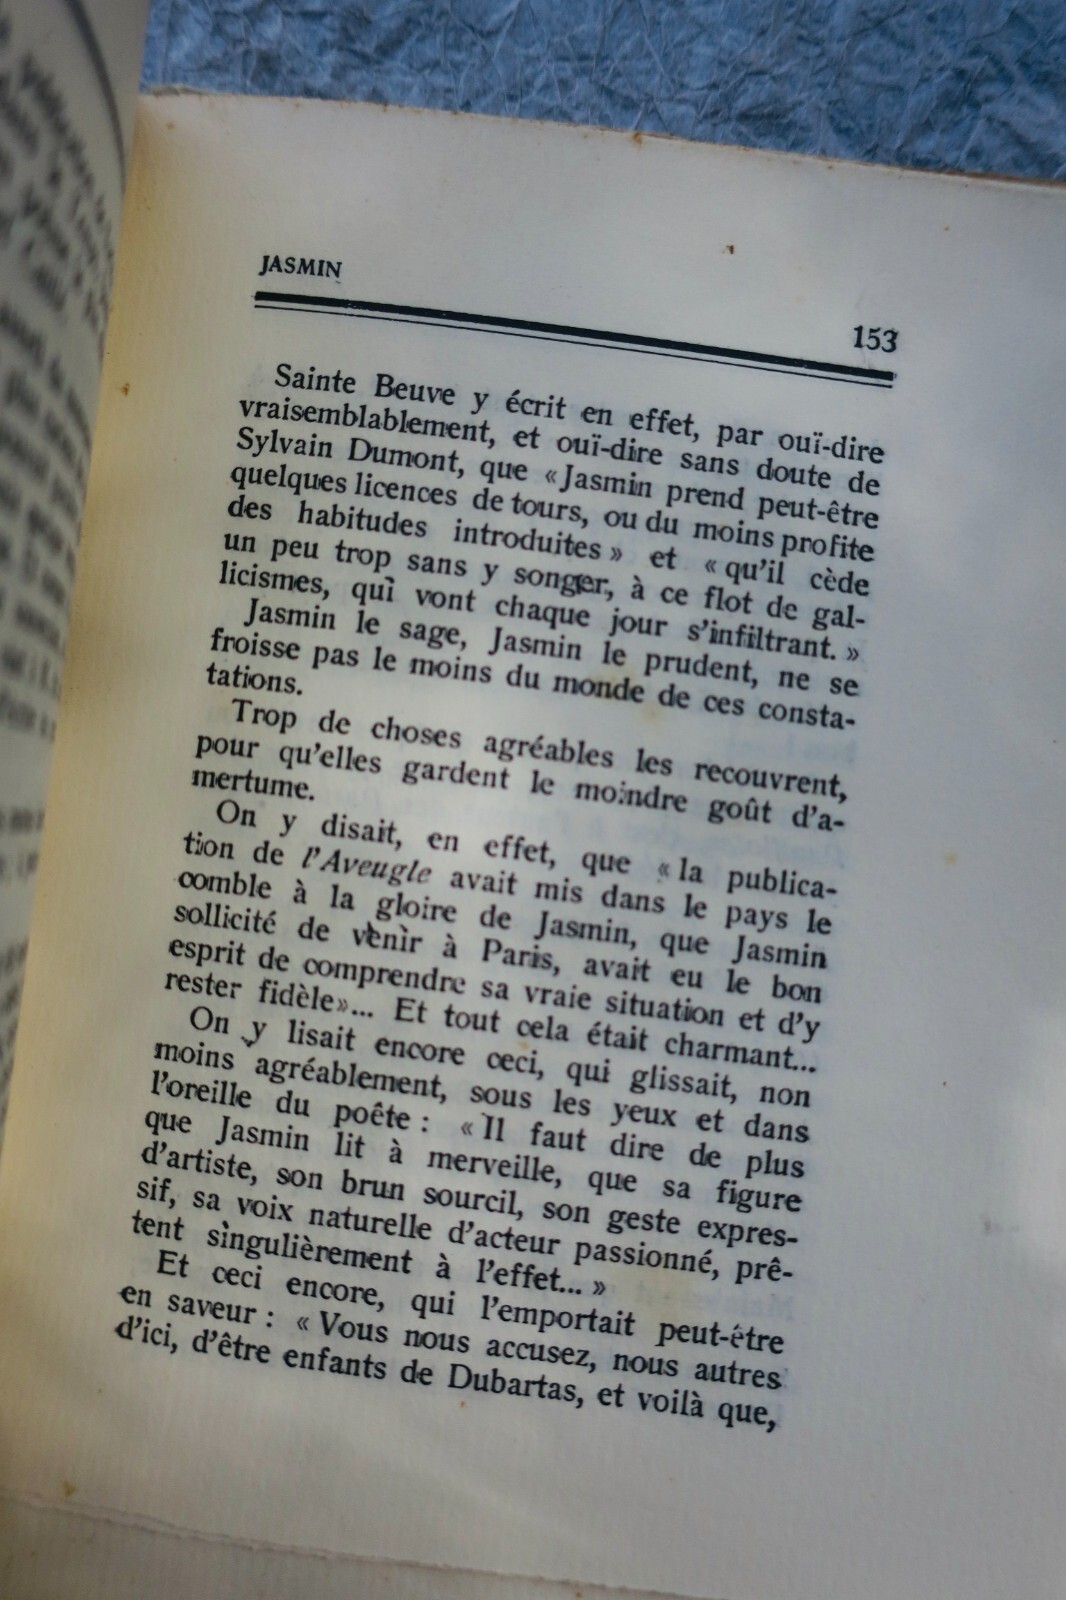 JASMIN
153
Sainte Beuve y écrit en effet, par ouï-dire
vraisemblablement, et ouï-dire sans doute de
Sylvain Dumont, que « Jasmin prend peut-être
quelques licences de tours, ou du moins profite
des habitudes introduites » et « qu'il cède
un peu trop sans y songer, à ce flot de gal-
licismes, qui vont chaque jour s'infiltrant. »
Jasmin le sage, Jasmin le prudent, ne se
froisse pas le moins du monde de ces consta-
tations.
Trop de choses agréables les recouvrent,
pour qu'elles gardent le moindre goût d'a-
mertume.
On y disait, en effet, que « la publica-
tion de l'Aveugle avait mis dans le pays le
comble à la gloire de Jasmin, que Jasmin
sollicité de venir à Paris, avait eu le bon
esprit de comprendre sa vraie situation et d'y
rester fidèle »... Et tout cela était charmant...
On y lisait encore ceci, qui glissait, non
moins agréablement, sous les yeux et dans
l'oreille du poête : « Il faut dire de plus
que Jasmin lit à merveille, que sa figure
d'artiste, son brun sourcil, son geste expres-
sif, sa voix naturelle d'acteur passionné, prê-
tent singulièrement à l'effet... »
Et ceci encore, qui l'emportait peut-être
en saveur : « Vous nous accusez, nous autres
d'ici, d'être enfants de Dubartas, et voilà que,